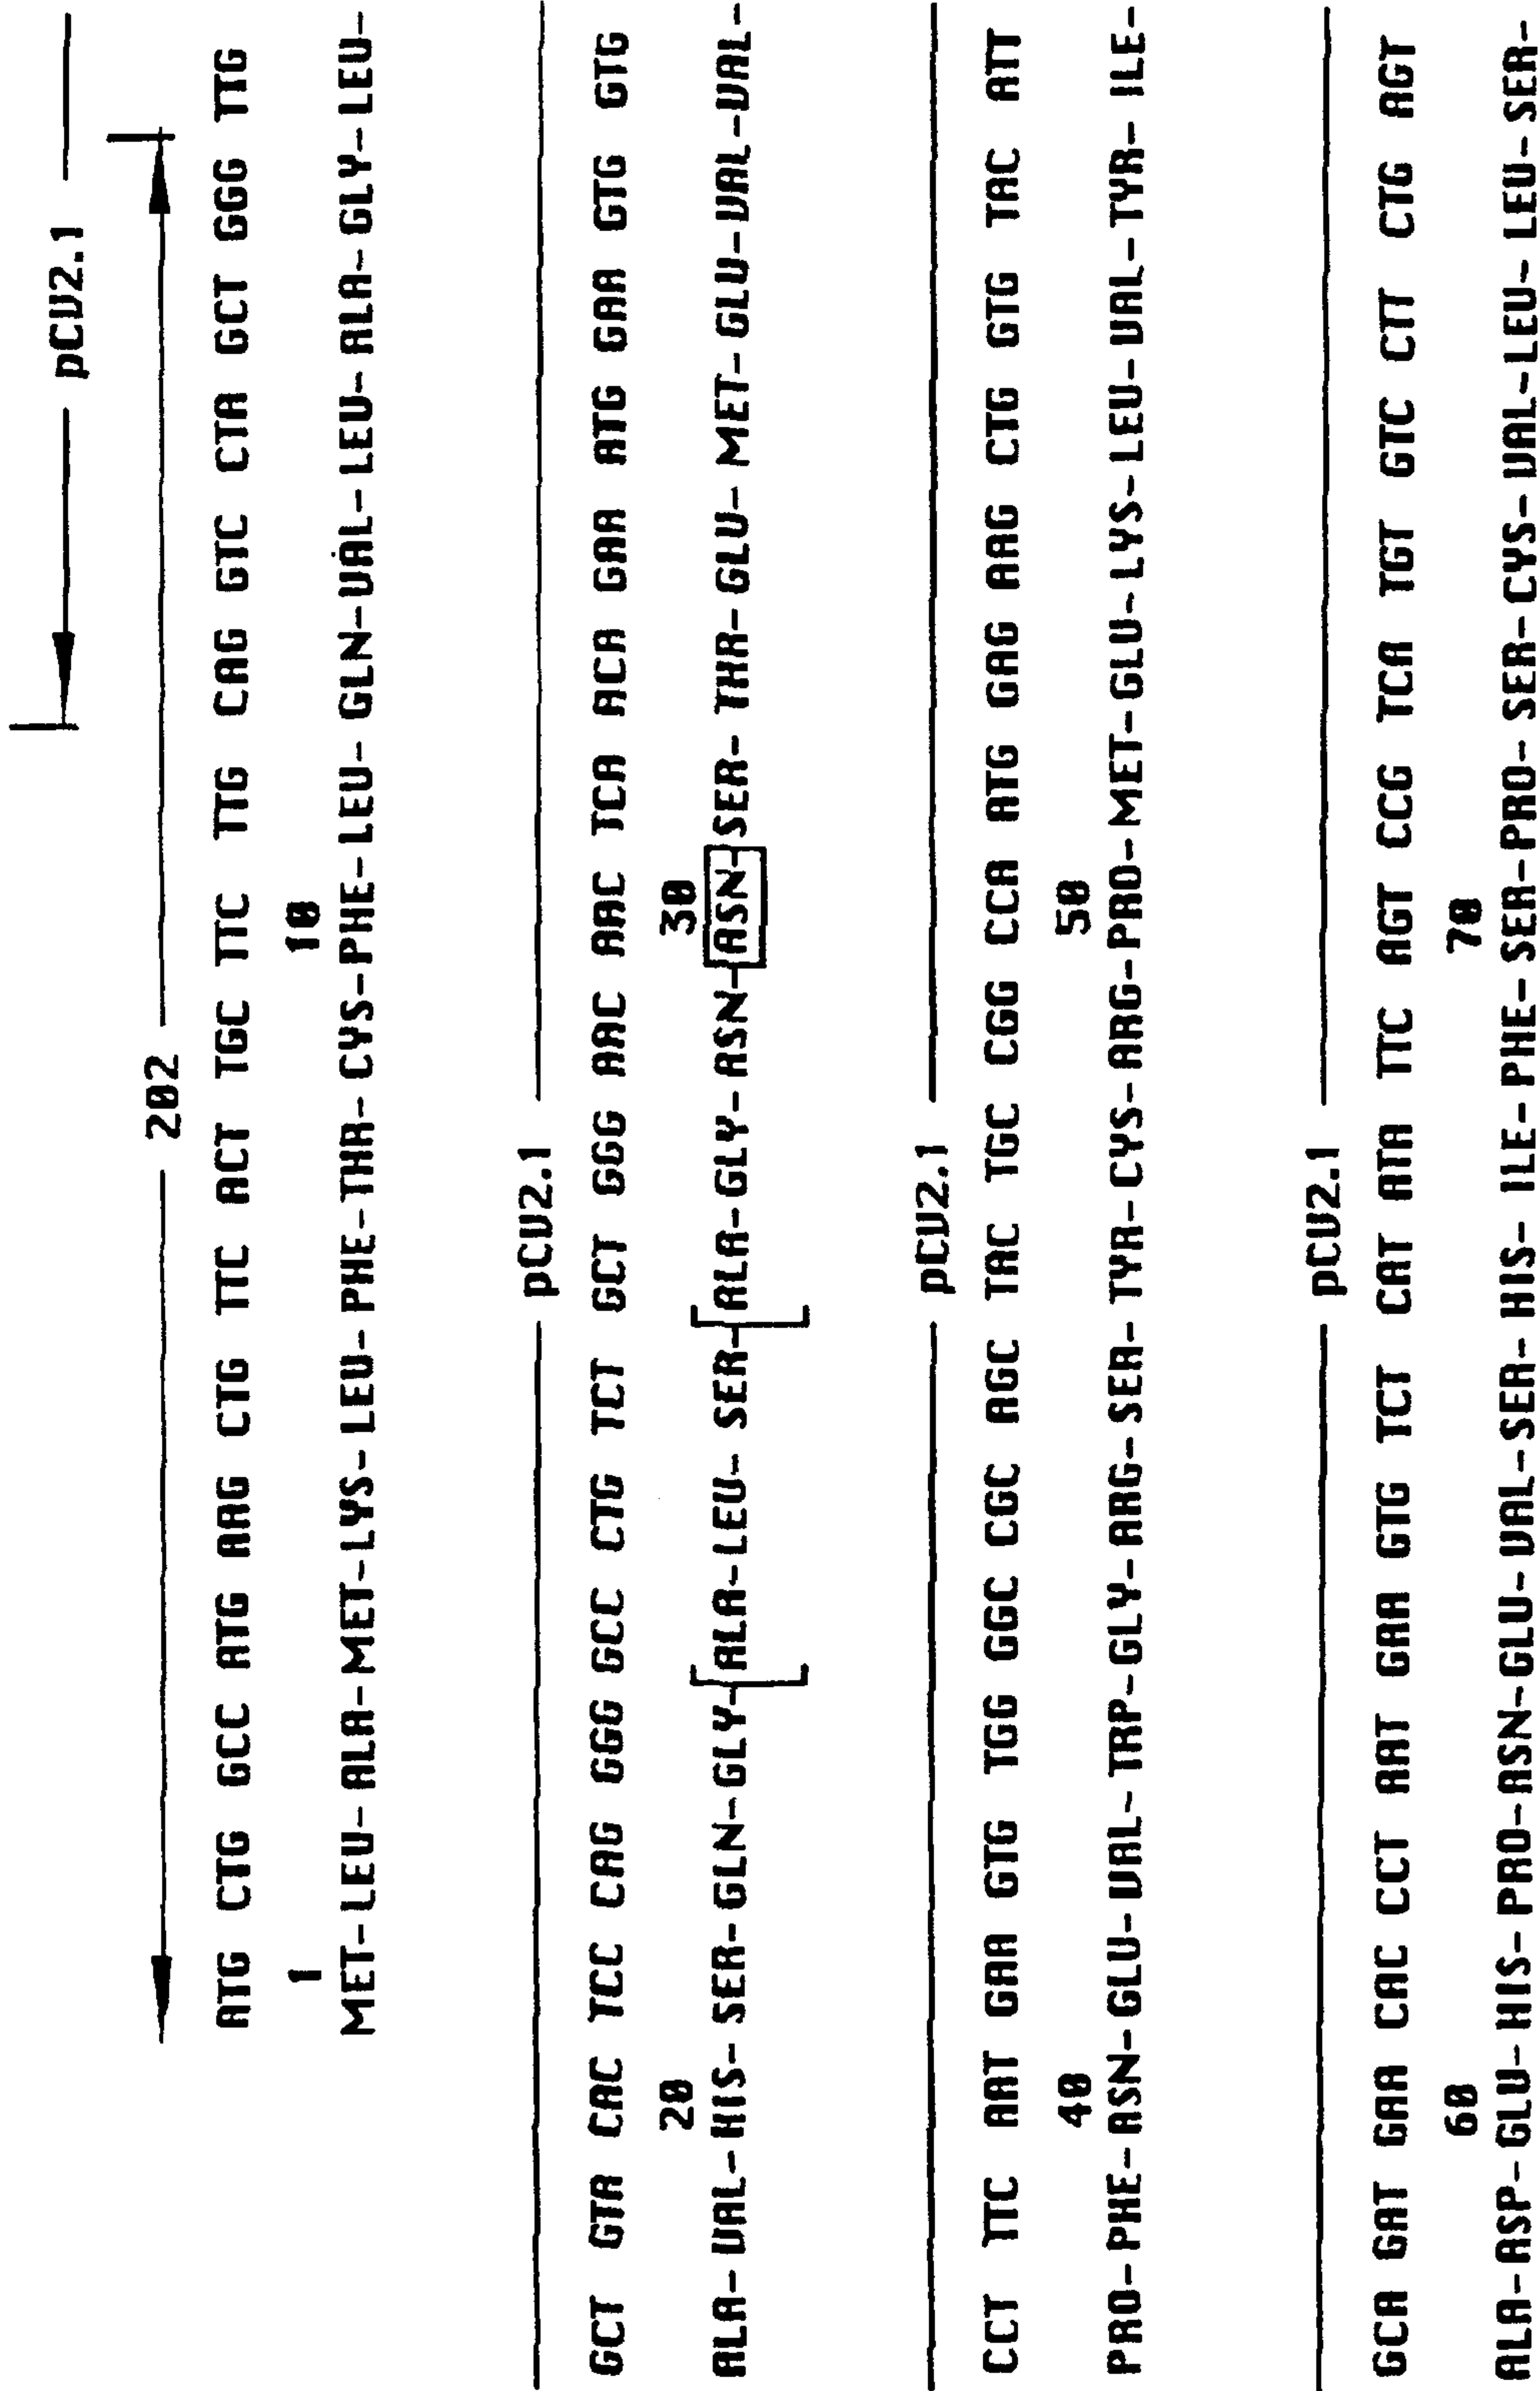 pCV2.1
202
ATG CTG GCC ATG AAG CTG TTC ACT TGC TTC TTG CAG GTC CTA GCT GGG TTG
1 10
MET-LEU-ALA-MET-LYS-LEU-PHE-THR-CYS-PHE-LEU-GLN-VAL-LEU-ALA-GLY-LEU-
pCV2.1
GCT GTA CAC TCC CAG GGG GCC CTG TCT GCT GGG AAC AAC TCA ACA GAA ATG GAA GTG GTG
20 30
ALA-VAL-HIS-SER-GLN-GLY-[ALA-LEU-SER-[ALA-GLY-ASN-ASN-SER-THR-GLU-MET-GLU-VAL-VAL-
pCV2.1
CCT TTC AAT GAA GTG TGG GGC CGC AGC TAC TGC CGG CCA ATG GAG AAG CTG GTG TAC ATT
40 50
PRO-PHE-ASN-GLU-VAL-TRP-GLY-ARG-SER-TYR-CYS-ARG-PRO-MET-GLU-LYS-LEU-VAL-TYR-ILE-
pCV2.1
GCA GAT GAA CAC CCT AAT GAA GTG TCT CAT ATA TTC AGT CCG TCA TGT GTC CTT CTG AGT
60 70
ALA-ASP-GLU-HIS-PRO-ASN-GLU-VAL-SER-HIS-ILE-PHE-SER-PRO-SER-CYS-VAL-LEU-LEU-SER-